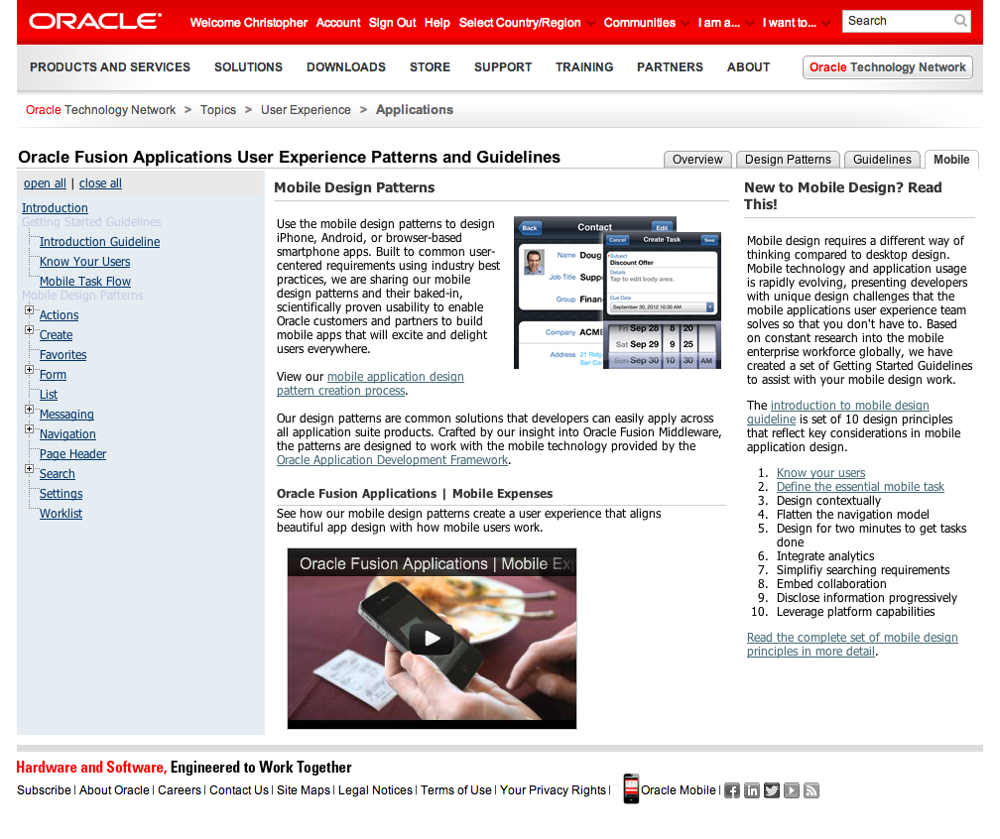 ORACLE
Welcome Christopher Account Sign Out Help Select Country/Region Communities I am a... I want to... Search
PRODUCTS AND SERVICES SOLUTIONS DOWNLOADS STORE SUPPORT TRAINING PARTNERS ABOUT Oracle Technology Network
Oracle Technology Network > Topics > User Experience > Applications
Oracle Fusion Applications User Experience Patterns and Guidelines
Overview Design Patterns Guidelines Mobile
open all | close all
Introduction
Getting Started Guidelines
Introduction Guideline
Know Your Users
Mobile Task Flow
Mobile Design Patterns
Actions
Create
Favorites
Form
List
Messaging
Navigation
Page Header
Search
Settings
Worklist
Mobile Design Patterns
Use the mobile design patterns to design
iPhone, Android, or browser-based
smartphone apps. Built to common user-
centered requirements using industry best
practices, we are sharing our mobile
design patterns and their baked-in,
scientifically proven usability to enable
Oracle customers and partners to build
mobile apps that will excite and delight
users everywhere.
View our mobile application design
pattern creation process.
Back Contact Edit
Name Doug
Job Title Supp
Group Finan
Company ACME
Address 21 Ridg
San Car
Cancel Create Task Save
*Subject
Discount Offer
Details
Tap to edit body area.
Due Date
September 30, 2012 10:30 AM
Fri Sep 28 8 20
Sat Sep 29 9 25
Sun Sep 30 10 30 AM
Our design patterns are common solutions that developers can easily apply across
all application suite products. Crafted by our insight into Oracle Fusion Middleware,
the patterns are designed to work with the mobile technology provided by the
Oracle Application Development Framework.
Oracle Fusion Applications | Mobile Expenses
See how our mobile design patterns create a user experience that aligns
beautiful app design with how mobile users work.
Oracle Fusion Applications | Mobile Ex
New to Mobile Design? Read
This!
Mobile design requires a different way of
thinking compared to desktop design.
Mobile technology and application usage
is rapidly evolving, presenting developers
with unique design challenges that the
mobile applications user experience team
solves so that you don't have to. Based
on constant research into the mobile
enterprise workforce globally, we have
created a set of Getting Started Guidelines
to assist with your mobile design work.
The introduction to mobile design
guideline is set of 10 design principles
that reflect key considerations in mobile
application design.
1. Know your users
2. Define the essential mobile task
3. Design contextually
4. Flatten the navigation model
5. Design for two minutes to get tasks
done
6. Integrate analytics
7. Simplifiy searching requirements
8. Embed collaboration
9. Disclose information progressively
10. Leverage platform capabilities
Read the complete set of mobile design
principles in more detail.
Hardware and Software, Engineered to Work Together
Subscribe | About Oracle | Careers | Contact Us | Site Maps | Legal Notices | Terms of Use | Your Privacy Rights | Oracle Mobile |